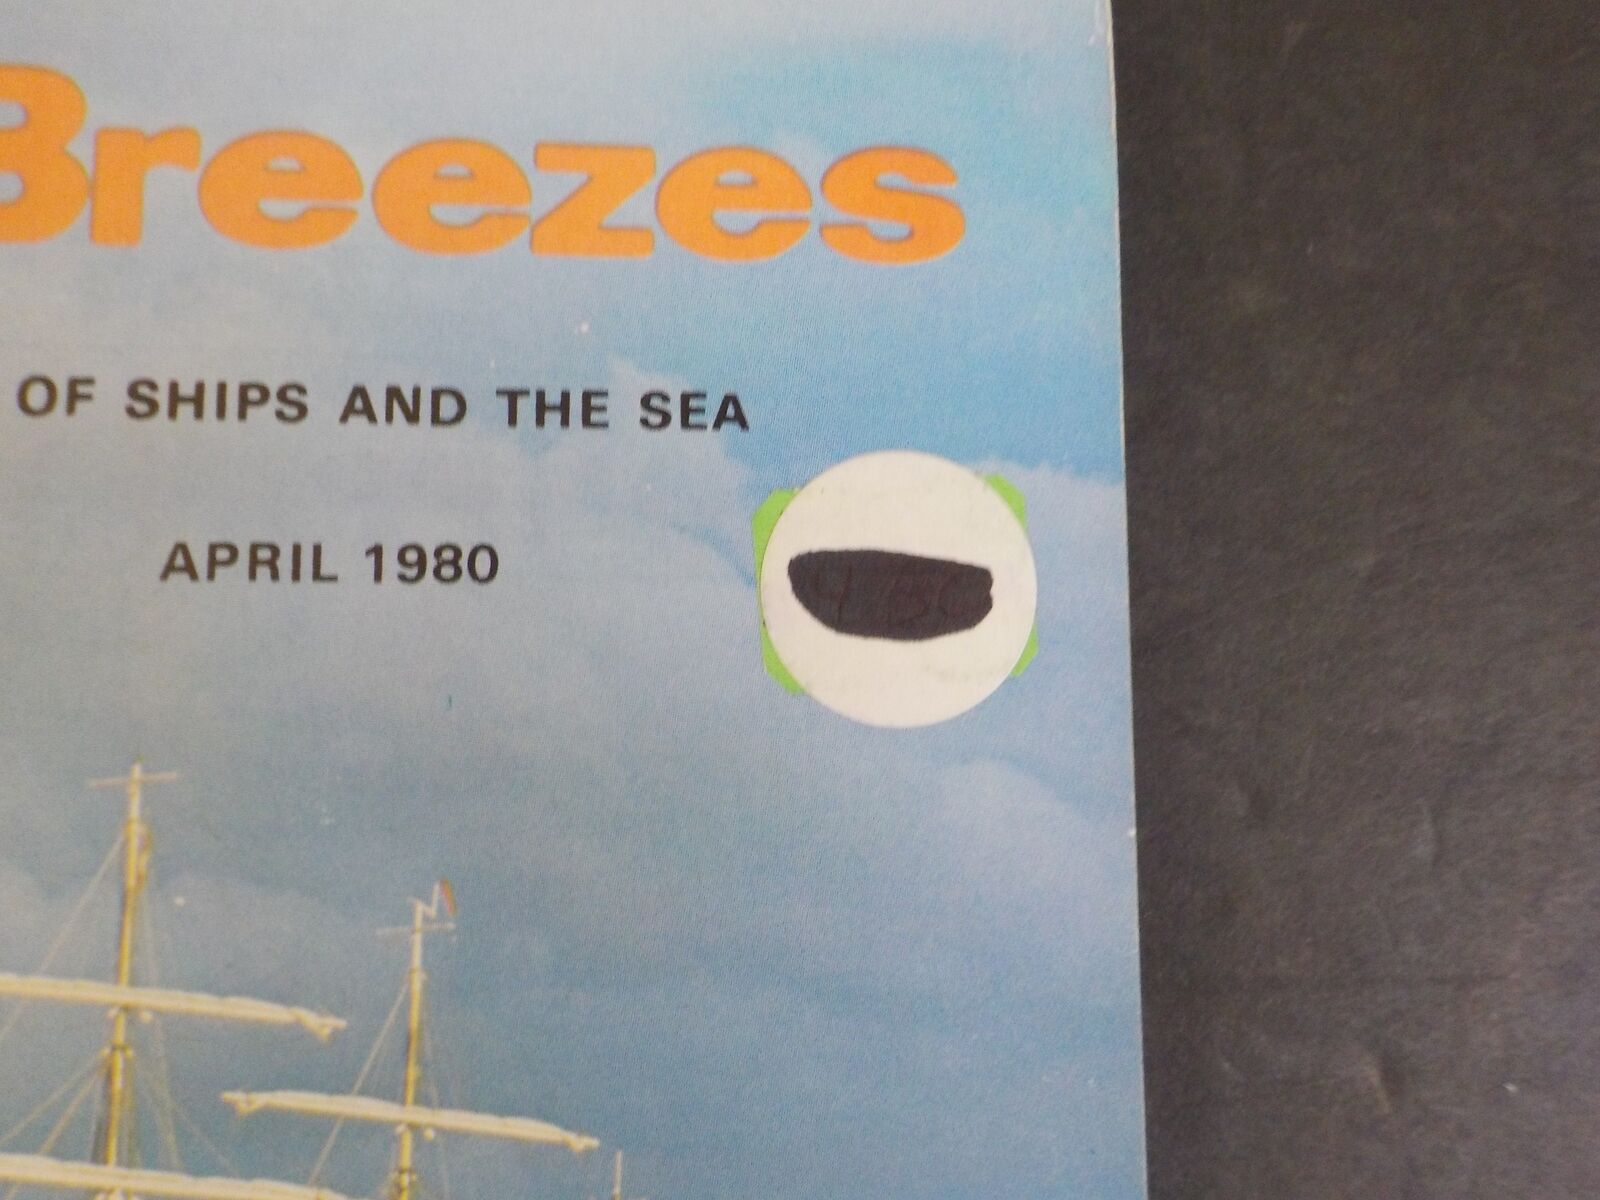 Breezes
OF SHIPS AND THE SEA
APRIL 1980